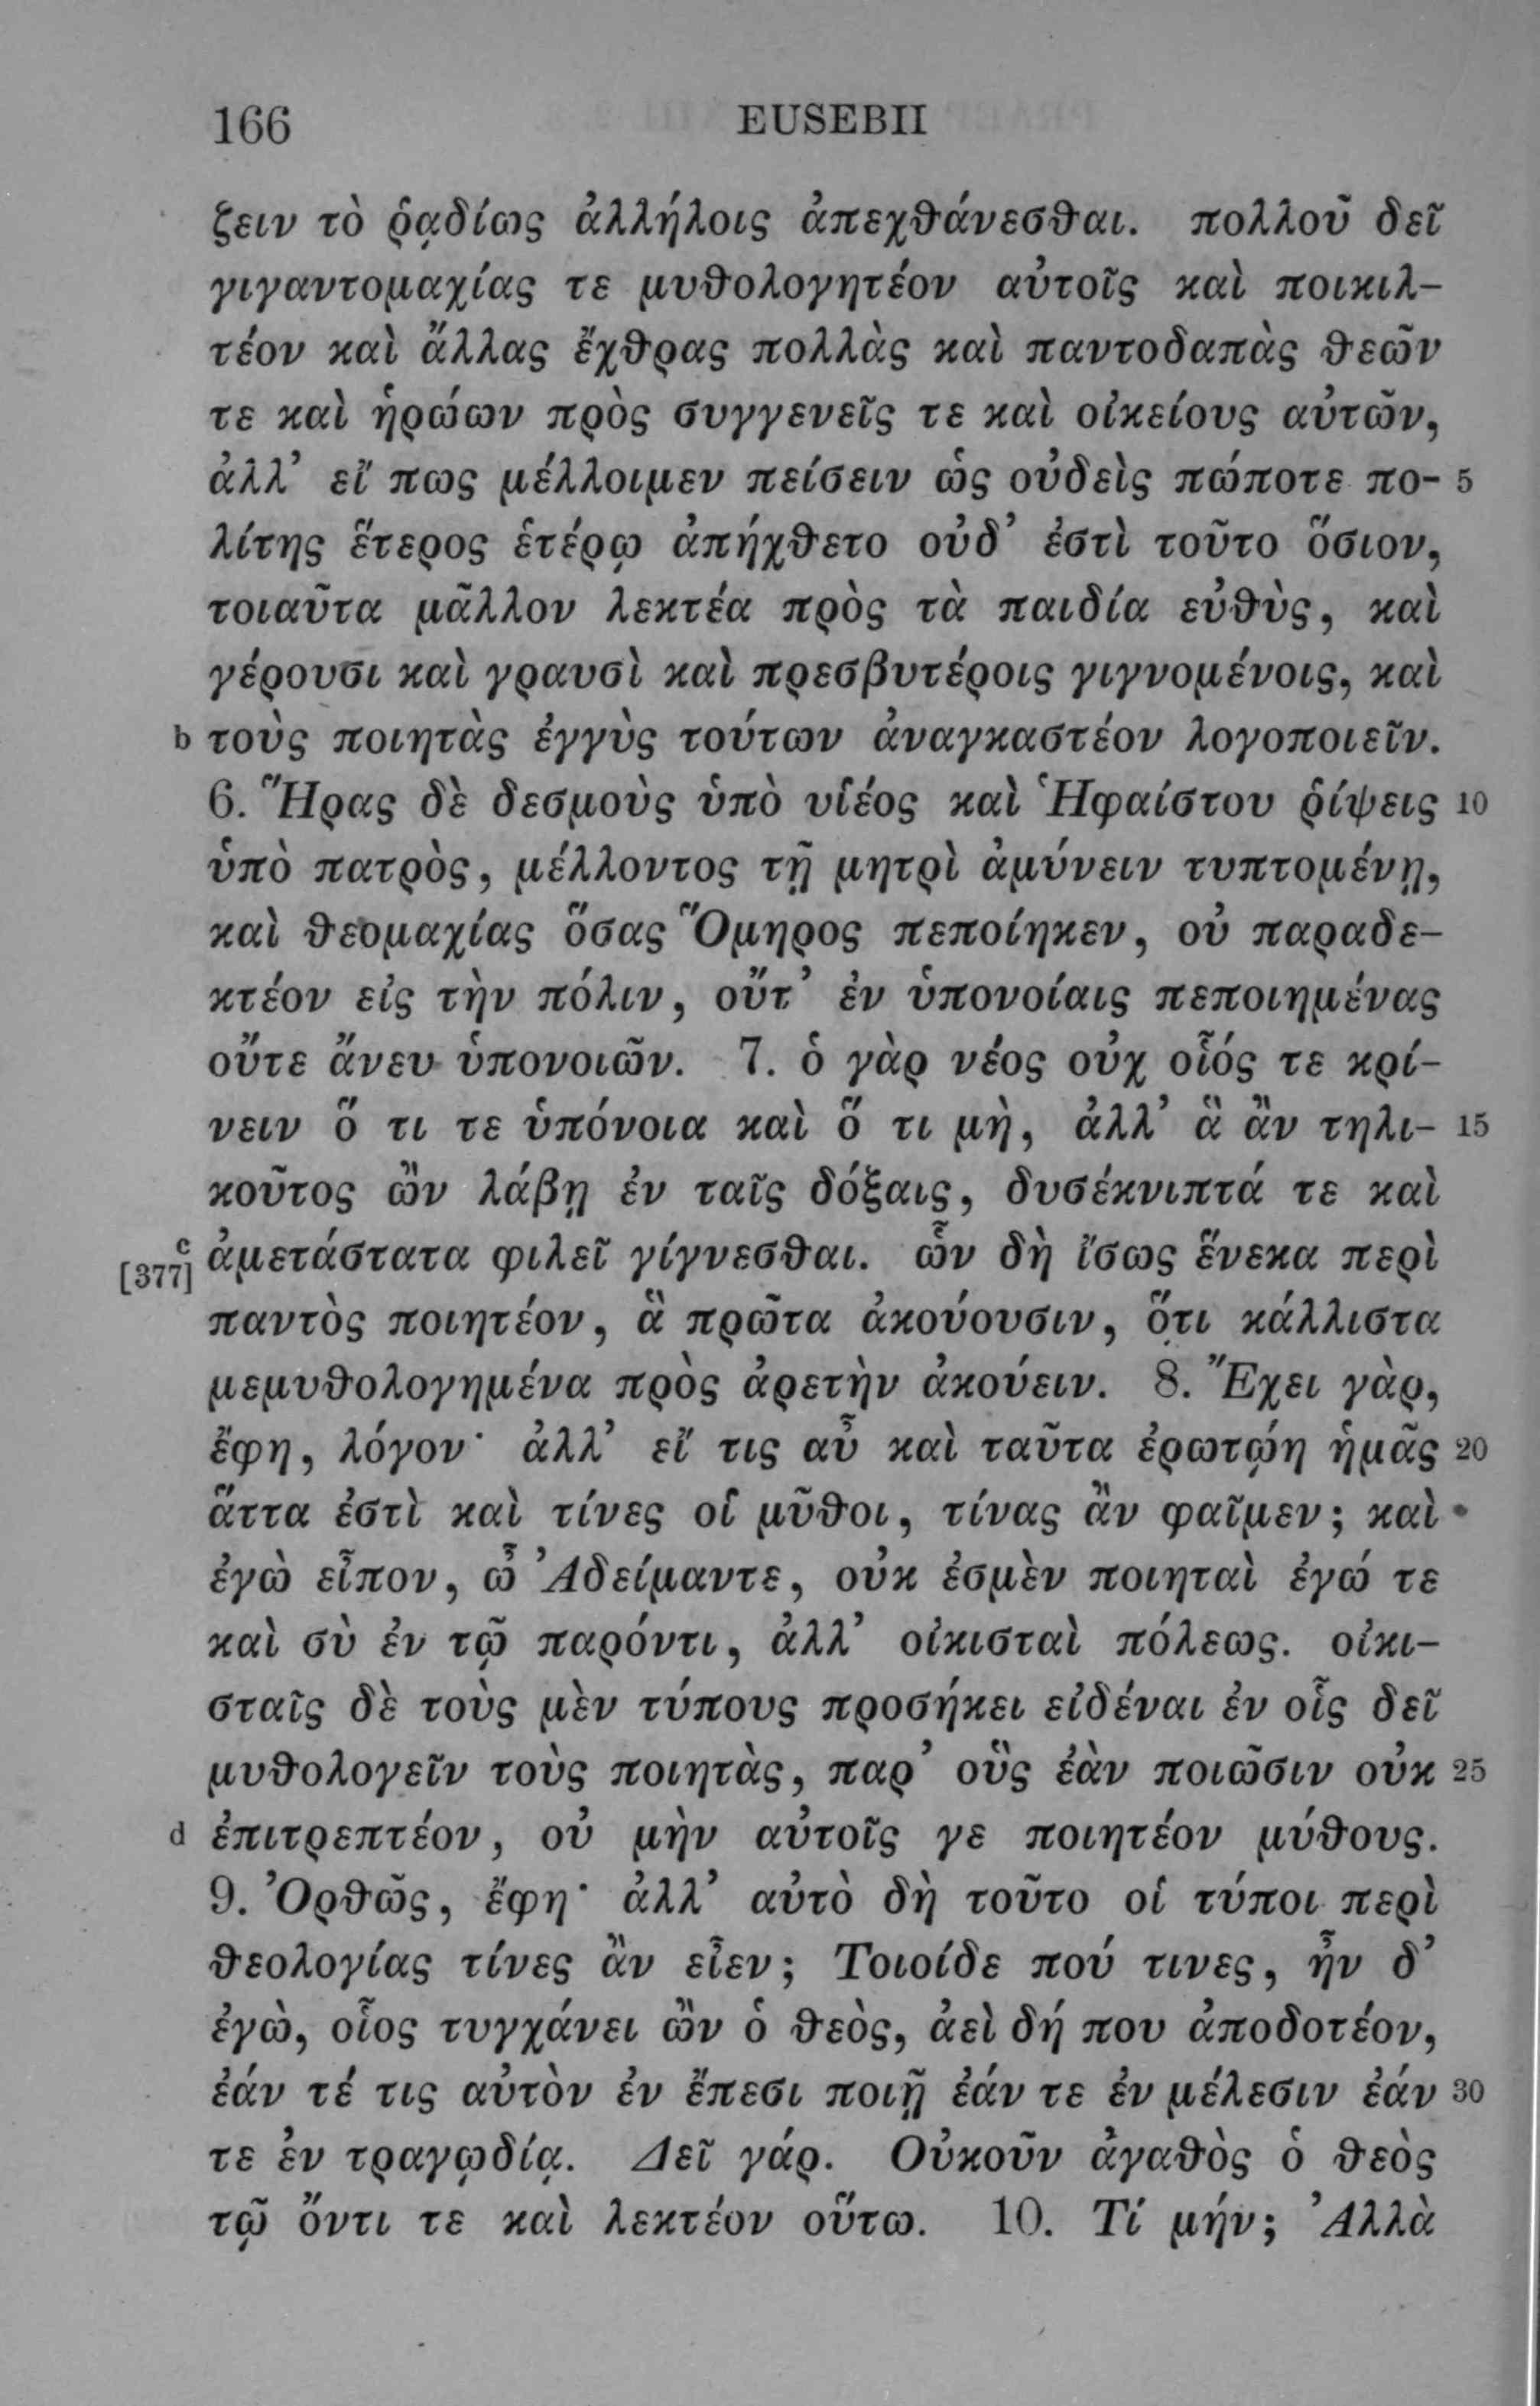 166 EUSEBII
ζειν τὸ ῥᾳδίως ἀλλήλοις ἀπεχθάνεσθαι. πολλοῦ δεῖ
γιγαντομαχίας τε μυθολογητέον αὐτοῖς καὶ ποικιλ-
τέον καὶ ἄλλας ἔχθρας πολλὰς καὶ παντοδαπὰς θεῶν
τε καὶ ἡρώων πρὸς συγγενεῖς τε καὶ οἰκείους αὐτῶν,
ἀλλ’ εἴ πως μέλλοιμεν πείσειν ὡς οὐδεὶς πώποτε πο- 5
λίτης ἕτερος ἑτέρῳ ἀπήχθετο οὐδ’ ἐστὶ τοῦτο ὅσιον,
τοιαῦτα μᾶλλον λεκτέα πρὸς τὰ παιδία εὐθὺς, καὶ
γέρουσι καὶ γραυσὶ καὶ πρεσβυτέροις γιγνομένοις, καὶ
b τοὺς ποιητὰς ἐγγὺς τούτων ἀναγκαστέον λογοποιεῖν.
6. Ἥρας δὲ δεσμοὺς ὑπὸ υἱέος καὶ Ἡφαίστου ῥίψεις 10
ὑπὸ πατρὸς, μέλλοντος τῇ μητρὶ ἀμύνειν τυπτομένῃ,
καὶ θεομαχίας ὅσας Ὅμηρος πεποίηκεν, οὐ παραδε-
κτέον εἰς τὴν πόλιν, οὔτ’ ἐν ὑπονοίαις πεποιημένας
οὔτε ἄνευ ὑπονοιῶν. 7. ὁ γὰρ νέος οὐχ οἷός τε κρί-
νειν ὅ τι τε ὑπόνοια καὶ ὅ τι μὴ, ἀλλ’ ἃ ἂν τηλι- 15
κοῦτος ὢν λάβῃ ἐν ταῖς δόξαις, δυσέκνιπτά τε καὶ
c [377] ἀμετάστατα φιλεῖ γίγνεσθαι. ὧν δὴ ἴσως ἕνεκα περὶ
παντὸς ποιητέον, ἃ πρῶτα ἀκούουσιν, ὅτι κάλλιστα
μεμυθολογημένα πρὸς ἀρετὴν ἀκούειν. 8. Ἔχει γὰρ,
ἔφη, λόγον· ἀλλ’ εἴ τις αὖ καὶ ταῦτα ἐρωτῴη ἡμᾶς 20
ἅττα ἐστὶ καὶ τίνες οἱ μῦθοι, τίνας ἂν φαῖμεν; καὶ
ἐγὼ εἶπον, ὦ Ἀδείμαντε, οὐκ ἐσμὲν ποιηταὶ ἐγώ τε
καὶ σὺ ἐν τῷ παρόντι, ἀλλ’ οἰκισταὶ πόλεως. οἰκι-
σταῖς δὲ τοὺς μὲν τύπους προσήκει εἰδέναι ἐν οἷς δεῖ
μυθολογεῖν τοὺς ποιητὰς, παρ’ οὓς ἐὰν ποιῶσιν οὐκ 25
d ἐπιτρεπτέον, οὐ μὴν αὐτοῖς γε ποιητέον μύθους.
9. Ὀρθῶς, ἔφη· ἀλλ’ αὐτὸ δὴ τοῦτο οἱ τύποι περὶ
θεολογίας τίνες ἂν εἶεν; Τοιοίδε πού τινες, ἦν δ’
ἐγὼ, οἷος τυγχάνει ὢν ὁ θεὸς, ἀεὶ δή που ἀποδοτέον,
ἐάν τέ τις αὐτὸν ἐν ἔπεσι ποιῇ ἐάν τε ἐν μέλεσιν ἐάν 30
τε ἐν τραγῳδίᾳ. Δεῖ γάρ. Οὐκοῦν ἀγαθὸς ὁ θεὸς
τῷ ὄντι τε καὶ λεκτέον οὕτω. 10. Τί μήν; Ἀλλὰ